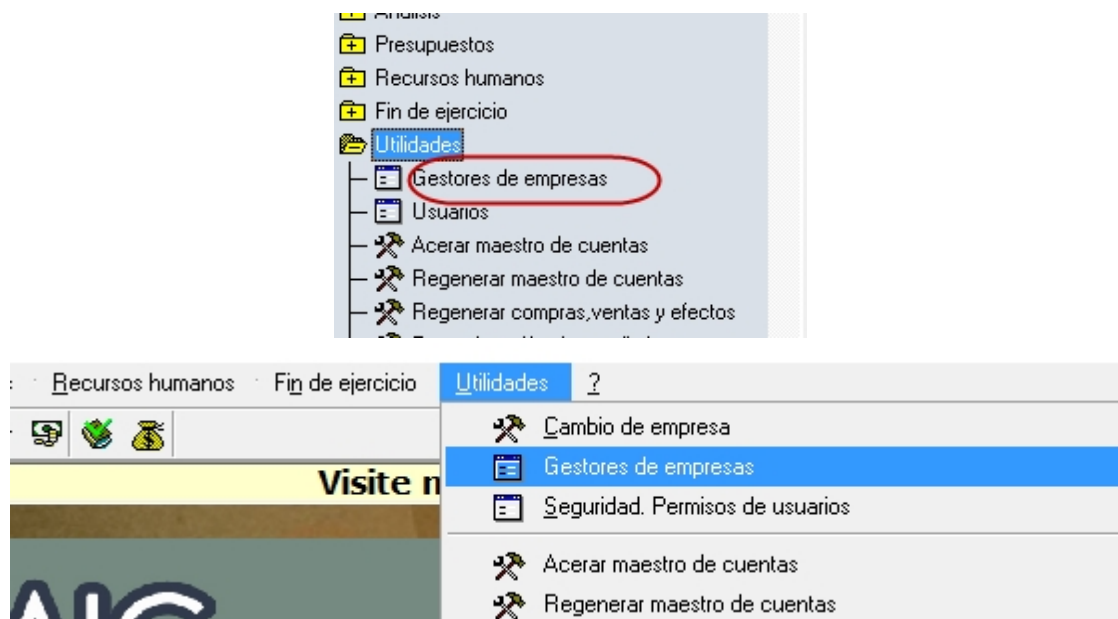 Análisis
Presupuestos
Recursos humanos
Fin de ejercicio
Utilidades
Gestores de empresas
Usuarios
Acerar maestro de cuentas
Regenerar maestro de cuentas
Regenerar compras,ventas y efectos
Recursos humanos Fin de ejercicio Utilidades ?
Cambio de empresa
Visite
Gestores de empresas
Seguridad. Permisos de usuarios
Acerar maestro de cuentas
Regenerar maestro de cuentas